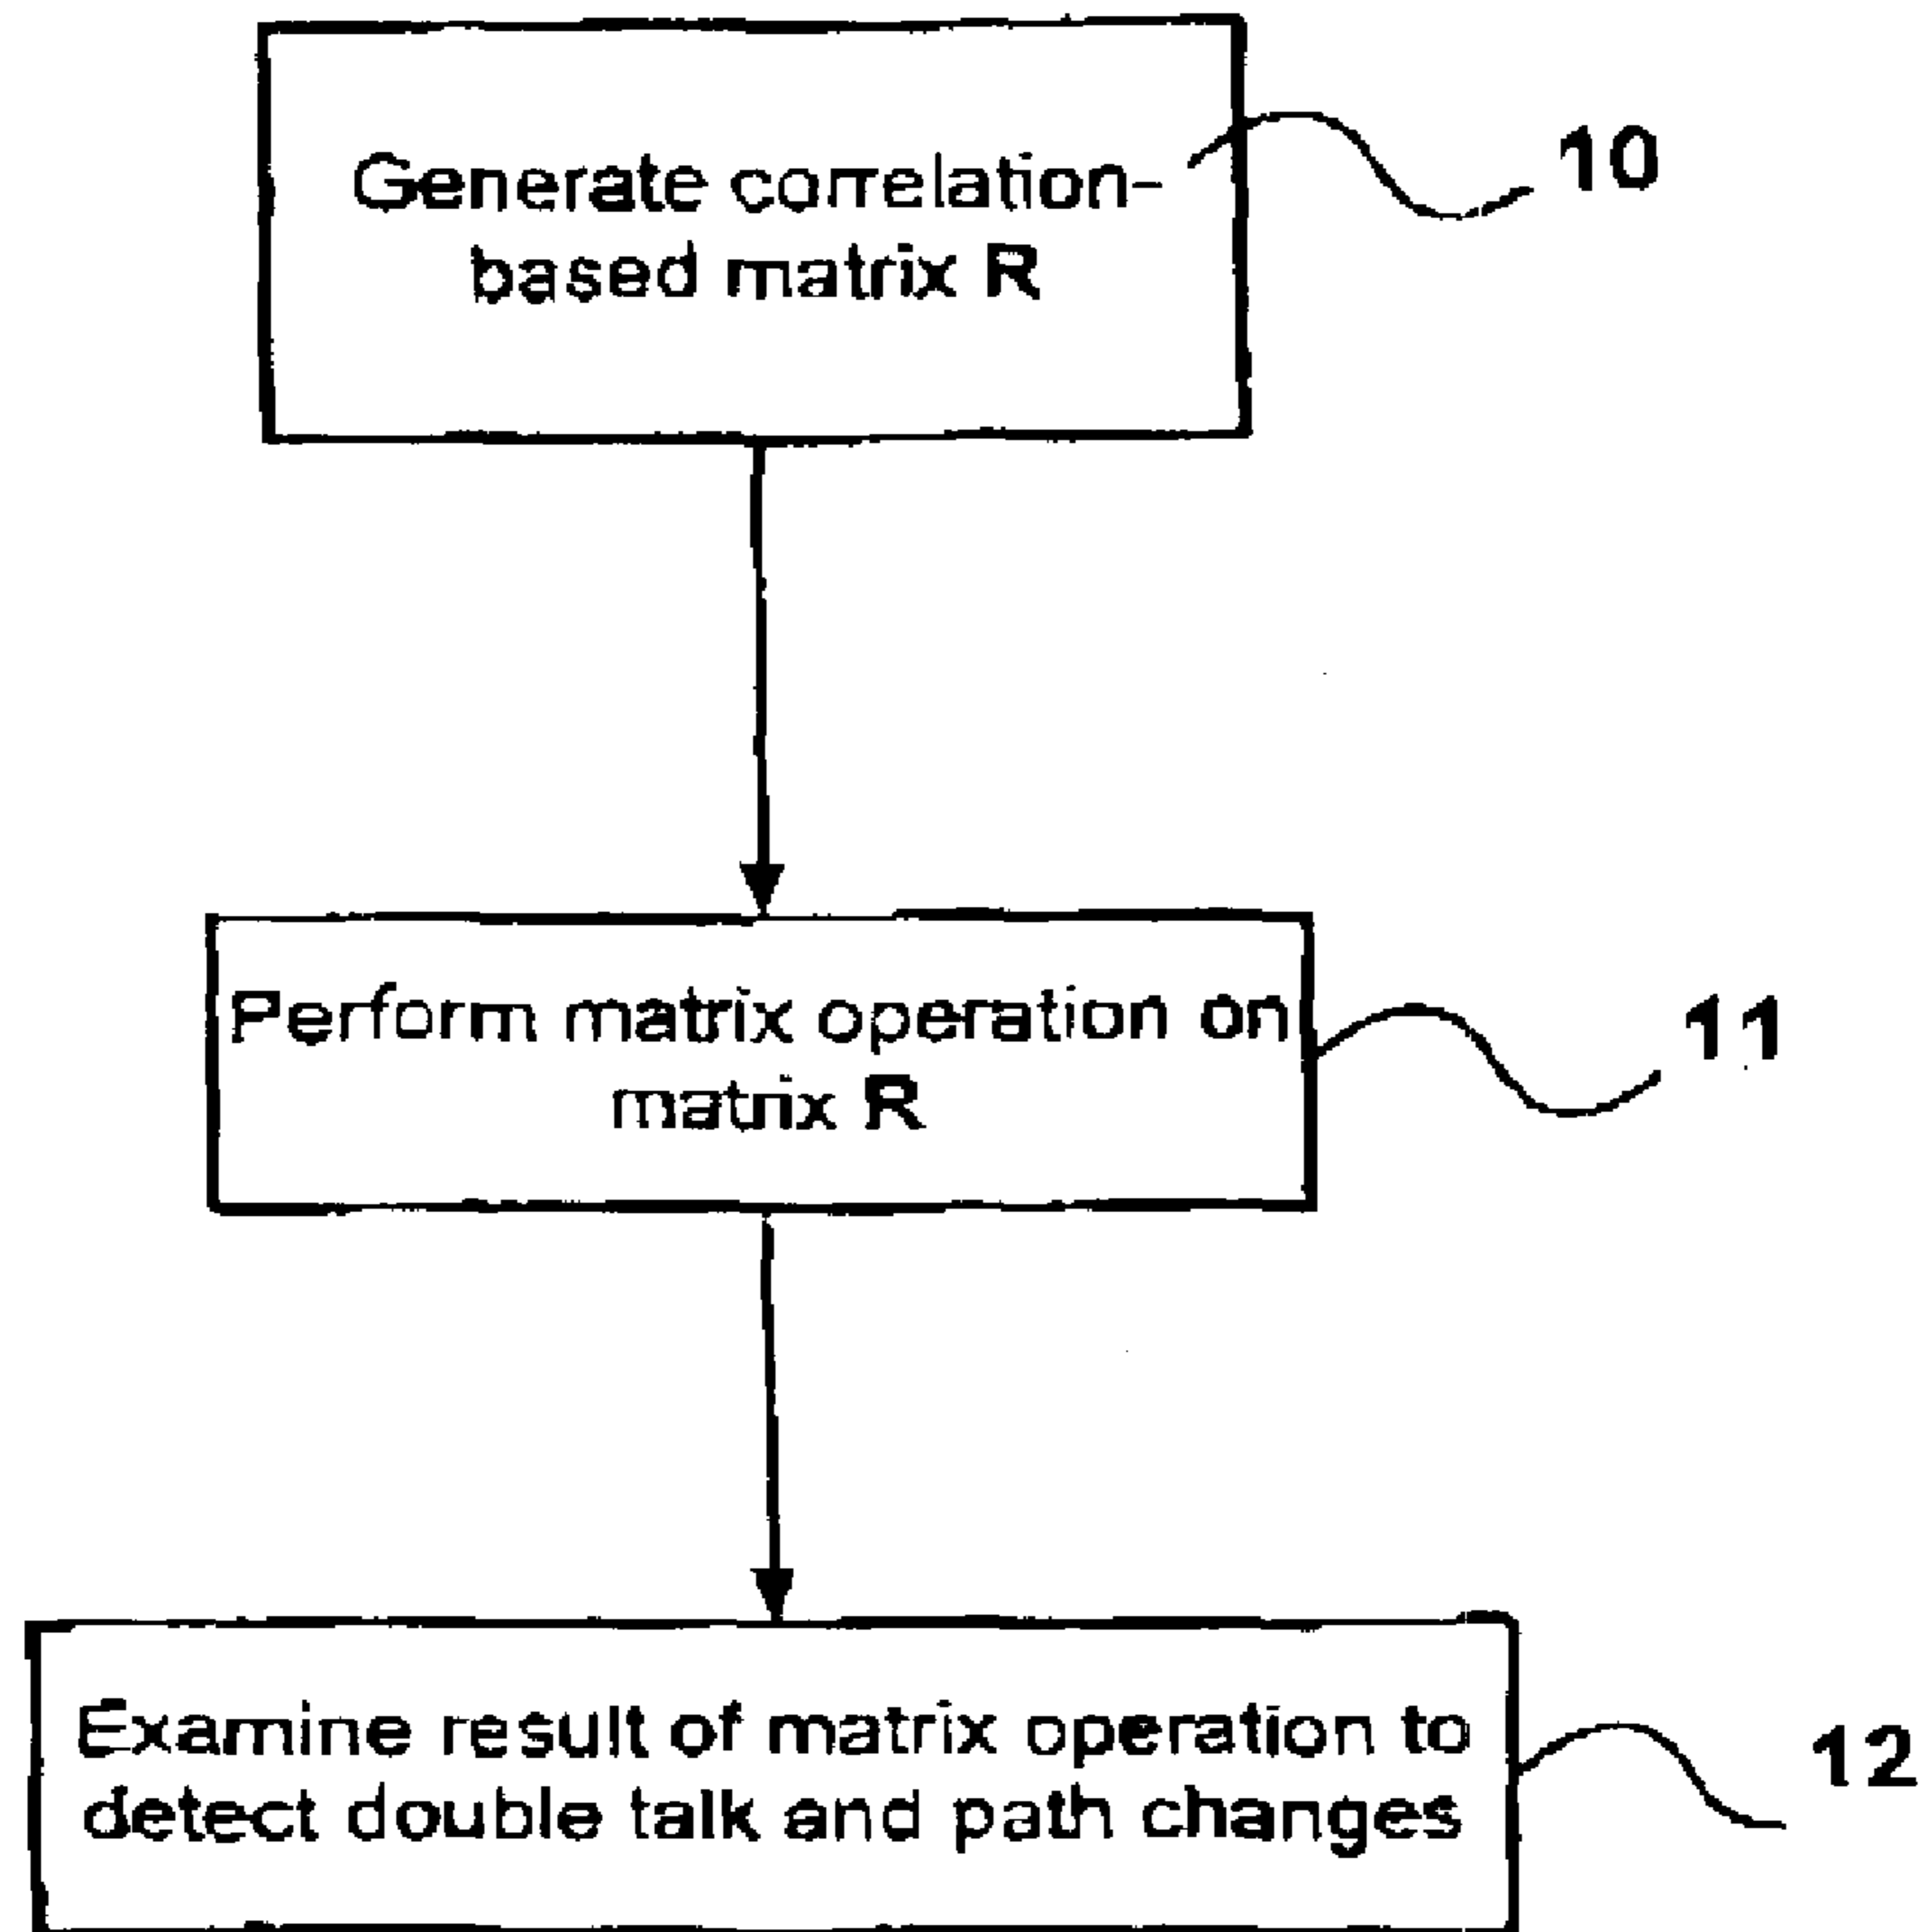 Generate correlation-
based matrix R
10
Perform matrix operation on
matrix R
11
Examine result of matrix operation to
detect double talk and path changes
12